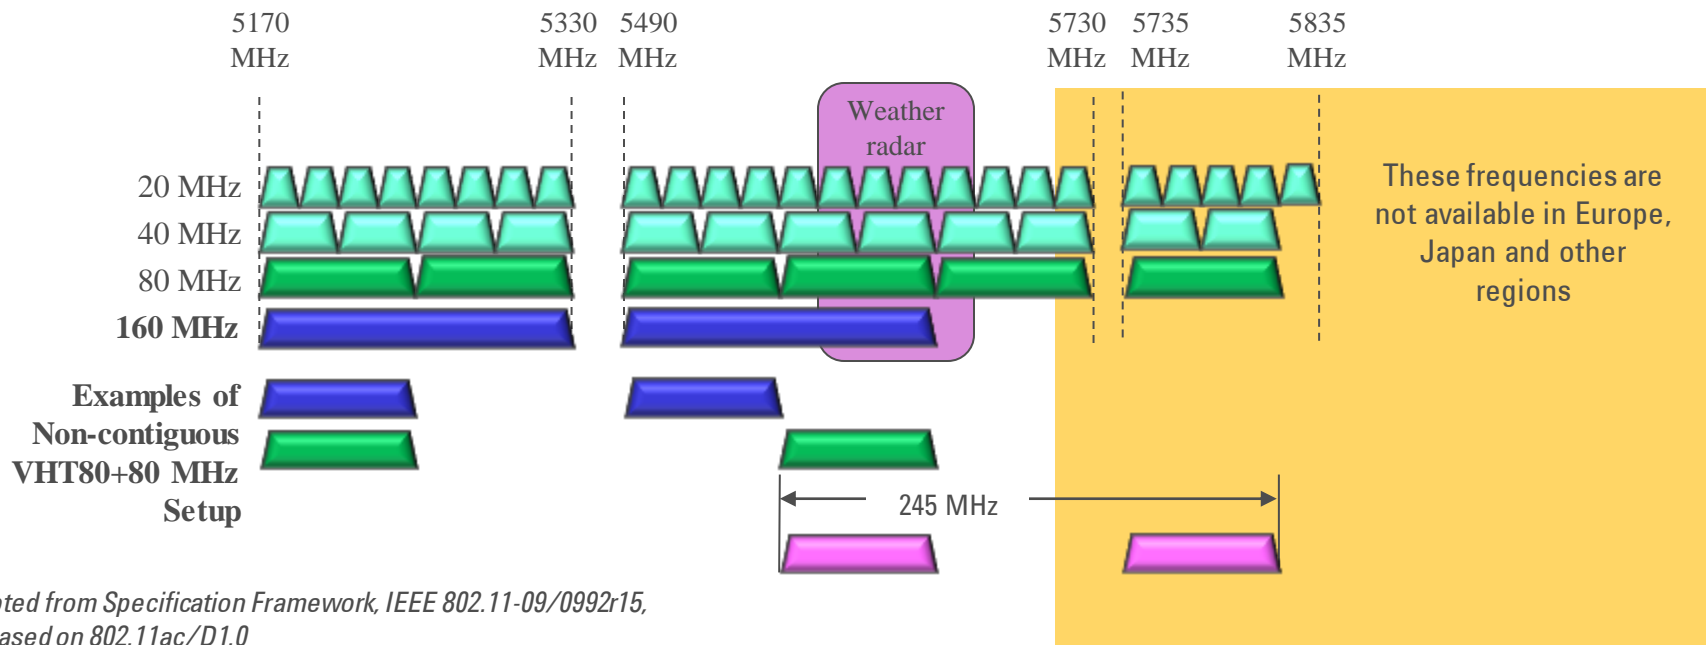 5170
MHz
5330
MHz
5490
MHz
5730
MHz
5735
MHz
5835
MHz
Weather
radar
20 MHz
40 MHz
80 MHz
160 MHz
These frequencies are
not available in Europe,
Japan and other
regions
Examples of
Non-contiguous
VHT80+80 MHz
Setup
245 MHz
from Specification Framework, IEEE 802.11-09/0992r15,
on 802.11ac/D1.0